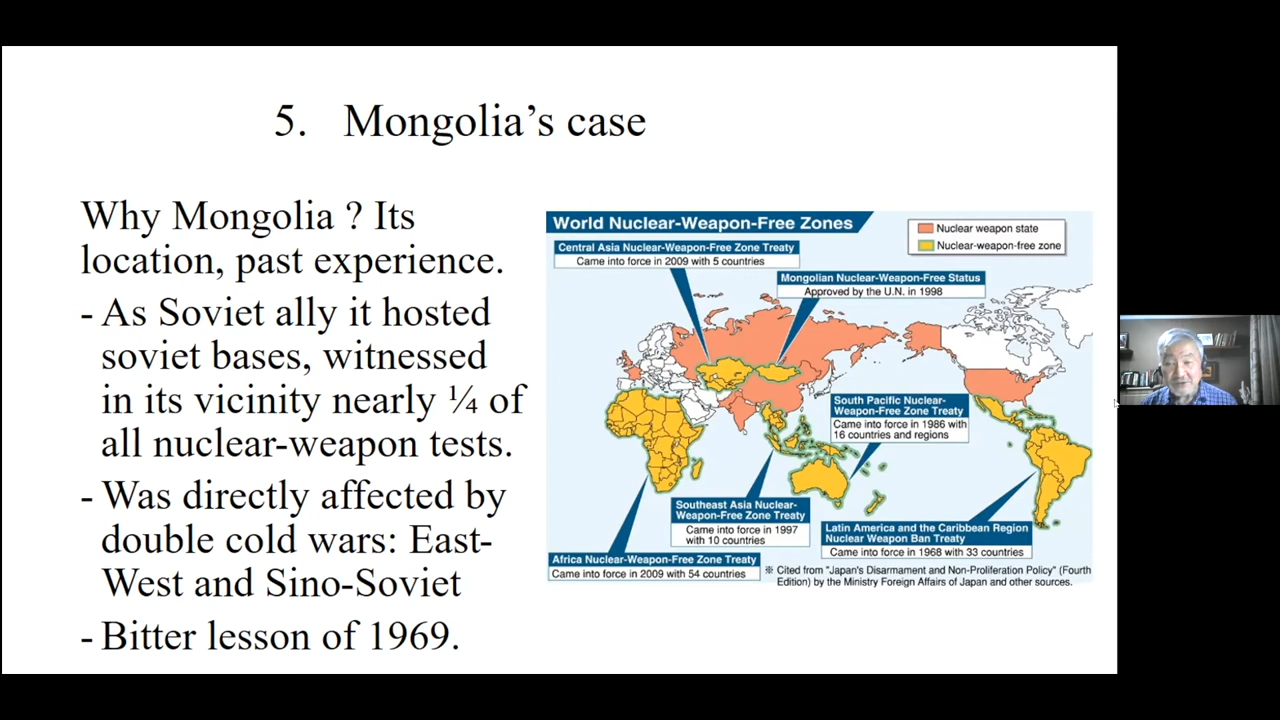 5. Mongolia’s case
Why Mongolia ? Its
location, past experience.
- As Soviet ally it hosted
soviet bases, witnessed
in its vicinity nearly ¼ of
all nuclear-weapon tests.
- Was directly affected by
double cold wars: East-
West and Sino-Soviet
- Bitter lesson of 1969.
World Nuclear-Weapon-Free Zones
Nuclear weapon state
Nuclear-weapon-free zone
Central Asia Nuclear-Weapon-Free Zone Treaty
Came into force in 2009 with 5 countries
Mongolian Nuclear-Weapon-Free Status
Approved by the U.N. in 1998
South Pacific Nuclear-
Weapon-Free Zone Treaty
Came into force in 1986 with
16 countries and regions
Southeast Asia Nuclear-
Weapon-Free Zone Treaty
Came into force in 1997
with 10 countries
Latin America and the Caribbean Region
Nuclear Weapon Ban Treaty
Came into force in 1968 with 33 countries
Africa Nuclear-Weapon-Free Zone Treaty
Came into force in 2009 with 54 countries
※ Cited from "Japan's Disarmament and Non-Proliferation Policy" (Fourth
Edition) by the Ministry Foreign Affairs of Japan and other sources.